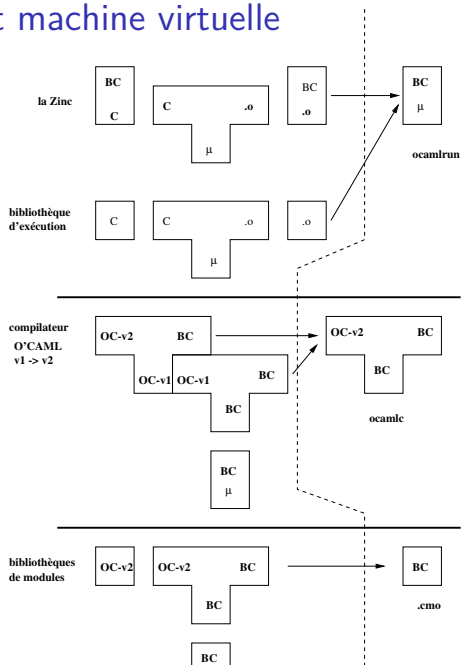 t machine virtuelle
la Zinc
BC
C
C .o
μ
BC
.o
BC
μ
ocamlrun
bibliothèque
d'exécution
C
C .o
μ
.o
compilateur
O'CAML
v1 -> v2
OC-v2 BC
OC-v1
OC-v1 BC
BC
BC
μ
OC-v2 BC
BC
ocamlc
bibliothèques
de modules
OC-v2
OC-v2 BC
BC
BC
BC
.cmo